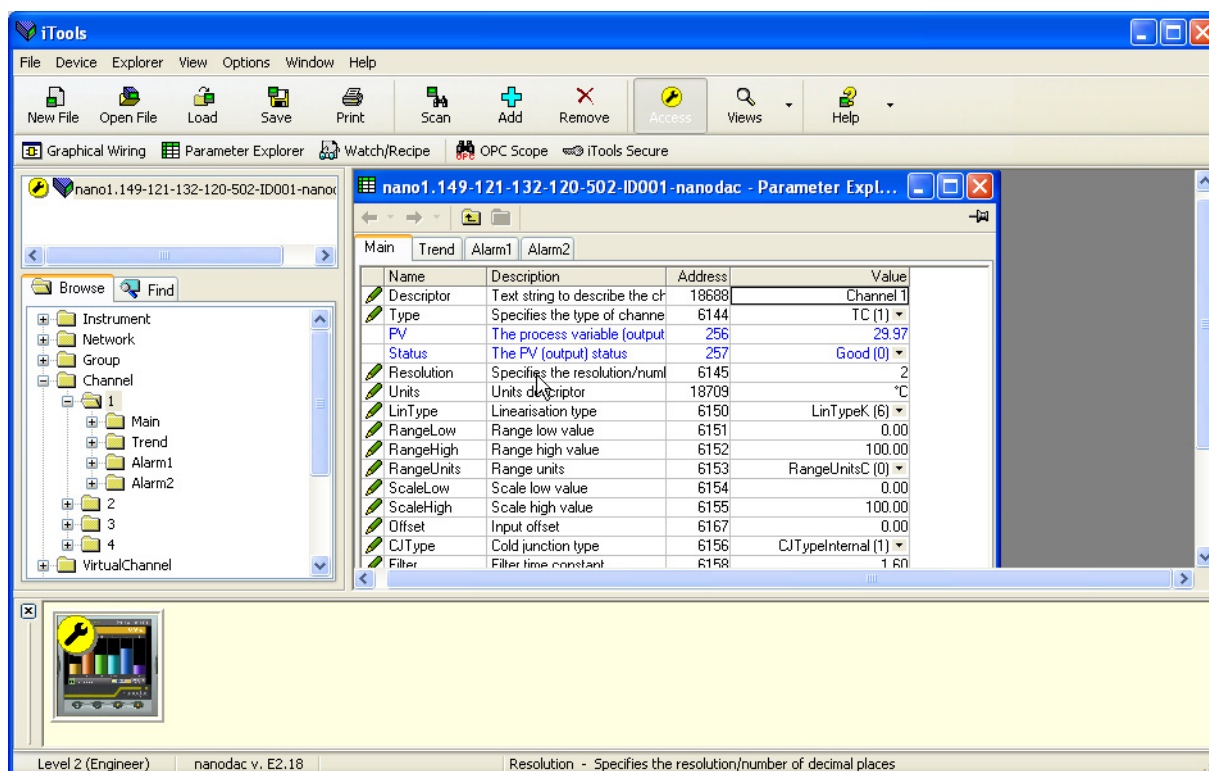 iTools
File Device Explorer View Options Window Help
New File Open File Load Save Print Scan Add Remove Access Views Help
Graphical Wiring Parameter Explorer Watch/Recipe OPC Scope iTools Secure
nano1.149-121-132-120-502-ID001-nanod
Browse Find
Instrument
Network
Group
Channel
1
Main
Trend
Alarm1
Alarm2
2
3
4
VirtualChannel
nano1.149-121-132-120-502-ID001-nanodac - Parameter Expl...
Main Trend Alarm1 Alarm2
Name Description Address Value
Descriptor Text string to describe the ch 18688 Channel 1
Type Specifies the type of channe 6144 TC (1)
PV The process variable (output 256 29.97
Status The PV (output) status 257 Good (0)
Resolution Specifies the resolution/numl 6145 2
Units Units descriptor 18709 °C
LinType Linearisation type 6150 LinTypeK (6)
RangeLow Range low value 6151 0.00
RangeHigh Range high value 6152 100.00
RangeUnits Range units 6153 RangeUnitsC (0)
ScaleLow Scale low value 6154 0.00
ScaleHigh Scale high value 6155 100.00
Offset Input offset 6167 0.00
CJType Cold junction type 6156 CJTypeInternal (1)
Filter Filter time constant 6158 1.60
Level 2 (Engineer) nanodac v. E2.18 Resolution - Specifies the resolution/number of decimal places